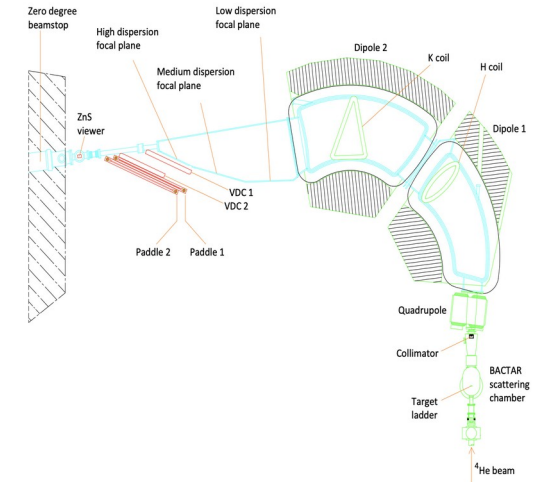 Zero degree
beamstop
High dispersion
focal plane
Low dispersion
focal plane
Medium dispersion
focal plane
ZnS
viewer
Dipole 2
K coil
H coil
Dipole 1
VDC 1
VDC 2
Paddle 2
Paddle 1
Quadrupole
Collimator
BACTAR
scattering
chamber
Target
ladder
⁴He beam